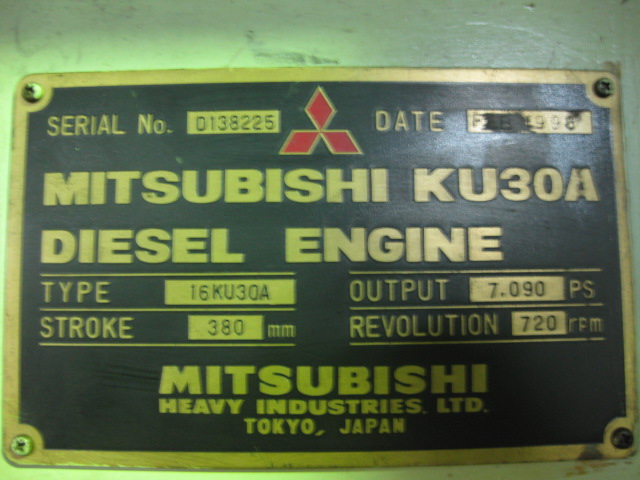 SERIAL No. D138225 DATE 1998
MITSUBISHI KU30A
DIESEL ENGINE
TYPE 16KU30A OUTPUT 7.090 PS
STROKE 380 mm REVOLUTION 720 rpm
MITSUBISHI
HEAVY INDUSTRIES, LTD.
TOKYO, JAPAN